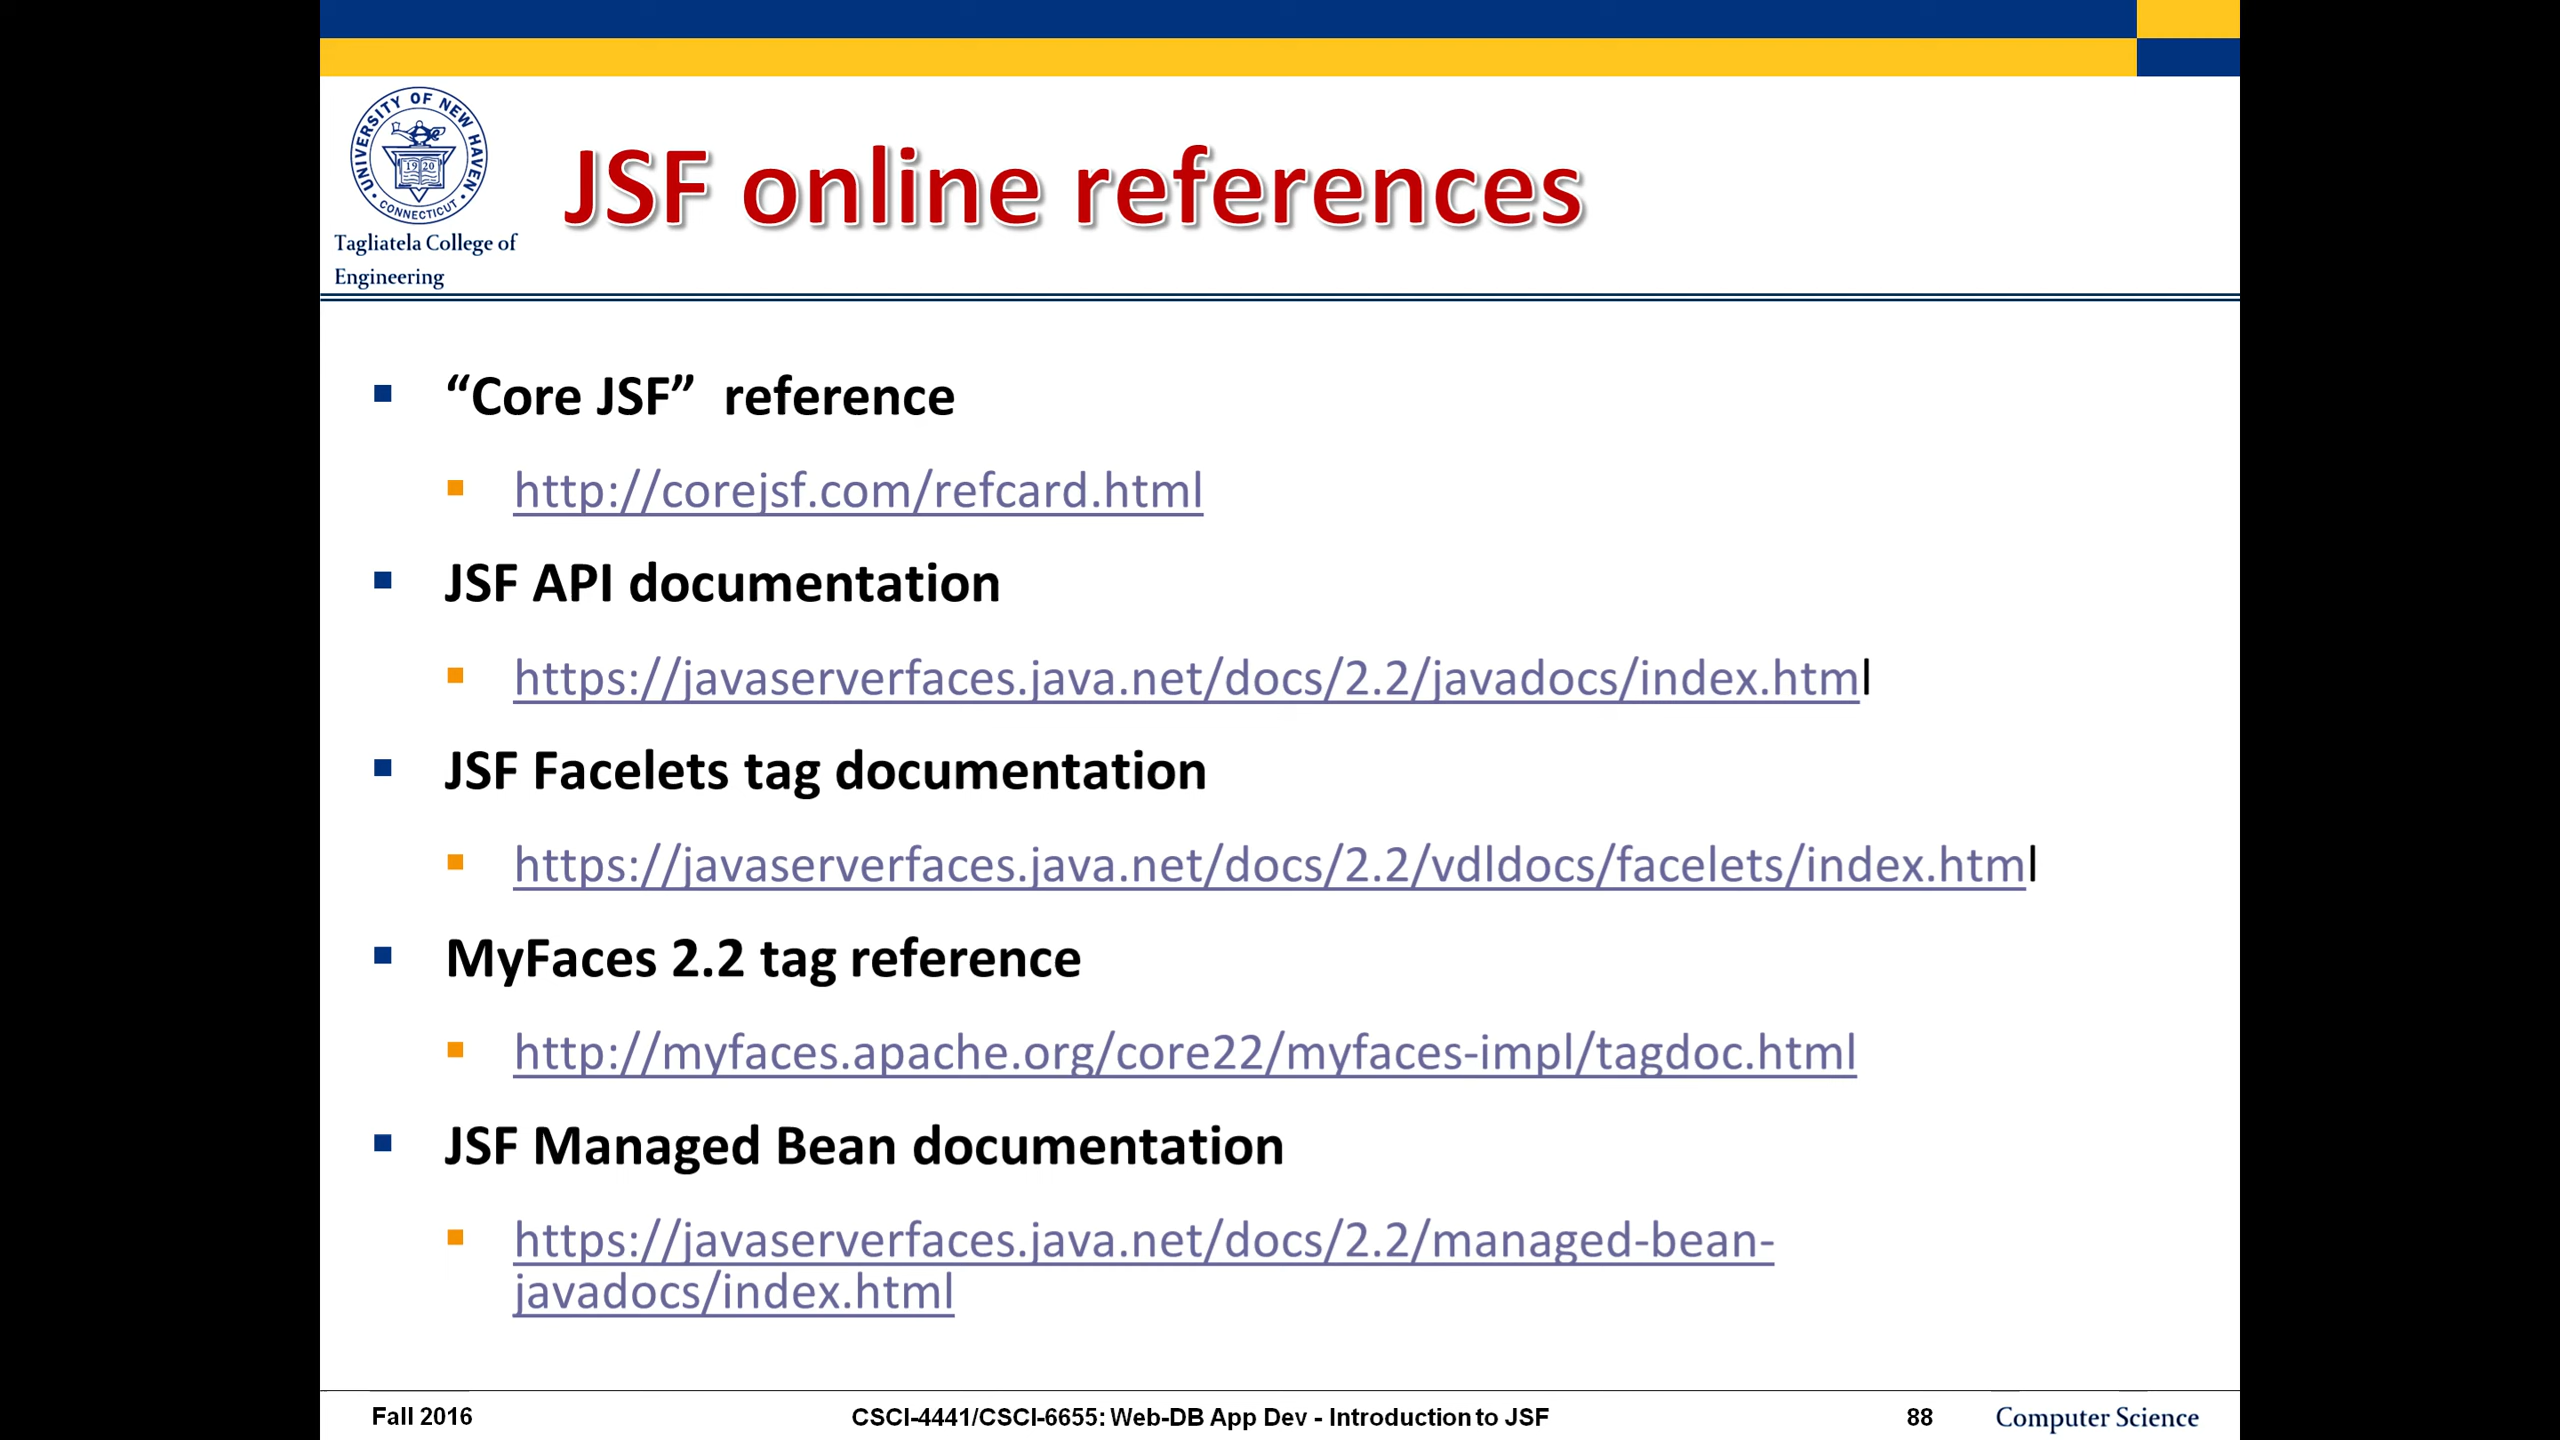 UNIVERSITY OF NEW HAVEN
1920
CONNECTICUT
Tagliatela College of
Engineering
JSF online references
“Core JSF”  reference
http://corejsf.com/refcard.html
JSF API documentation
https://javaserverfaces.java.net/docs/2.2/javadocs/index.html
JSF Facelets tag documentation
https://javaserverfaces.java.net/docs/2.2/vdldocs/facelets/index.html
MyFaces 2.2 tag reference
http://myfaces.apache.org/core22/myfaces-impl/tagdoc.html
JSF Managed Bean documentation
https://javaserverfaces.java.net/docs/2.2/managed-bean-
javadocs/index.html
Fall 2016
CSCI-4441/CSCI-6655: Web-DB App Dev - Introduction to JSF
88
Computer Science